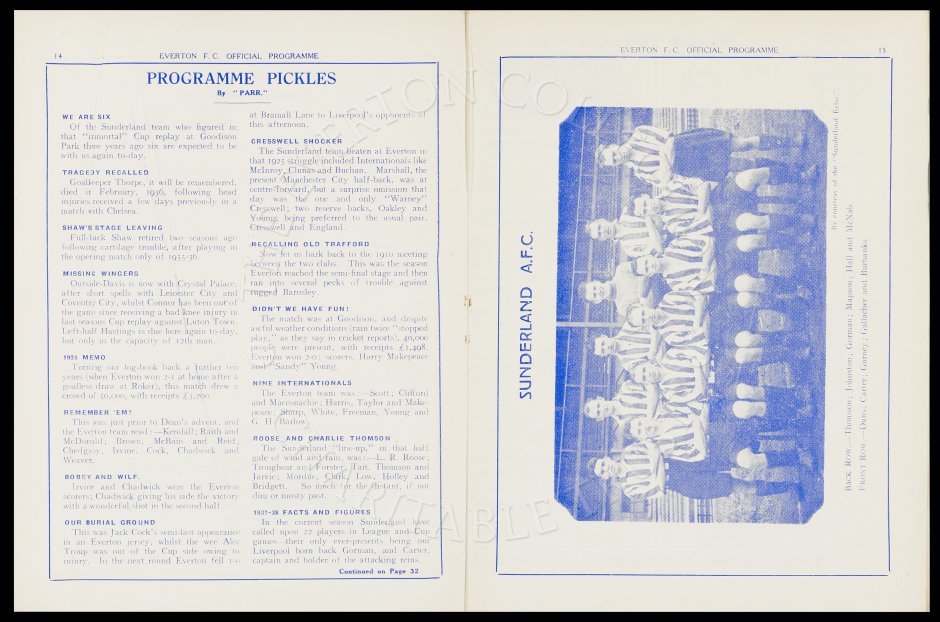 14
EVERTON F.C. OFFICIAL PROGRAMME
PROGRAMME PICKLES
By "PARR."
WE ARE SIX
Of the Sunderland team who figured in
that "immortal" Cup replay at Goodison
Park three years ago six are expected to be
with us again to-day.
TRAGEDY RECALLED
Goalkeeper Thorpe, it will be remembered,
died in February, 1936, following head
injuries received a few days previously in a
match with Chelsea.
SHAW'S STAGE LEAVING
Full-back Shaw retired two seasons ago
following cartilage trouble, after playing in
the opening match only of 1935-36.
MISSING WINGERS
Outside-Davis is now with Crystal Palace,
after short spells with Leicester City and
Coventry City, whilst Connor has been out of
the game since receiving a bad knee injury in
last seasons Cup replay against Luton Town.
Left-half Hastings is due here again to-day,
but only in the capacity of 12th man.
1925 MEMO
Turning our log-book back a further ten
years (when Everton won 2-1 at home after a
goalless draw at Roker), this match drew a
crowd of 50,000, with receipts £3,260.
REMEMBER 'EM?
This was just prior to Dean's advent, and
the Everton team read:—Kendall; Raitt and
McDonald; Brown, McBain and Reid;
Chedgzoy, Irvine, Cock, Chadwick and
Weaver.
BOBBY AND WILF.
Irvine and Chadwick were the Everton
scorers; Chadwick giving his side the victory
with a wonderful shot in the second half.
OUR BURIAL GROUND
This was Jack Cock's semi-last appearance
in an Everton jersey, whilst the wee Alec
Troup was out of the Cup side owing to
injury. In the next round Everton fell 1-0
at Bramall Lane to Liverpool's opponents of
this afternoon.
CRESSWELL SHOCKER
The Sunderland team beaten at Everton in
that 1925 struggle included Internationals like
McInroy, Clunas and Buchan. Marshall, the
present Manchester City half-back, was at
centre-forward, but a surprise omission that
day was the one and only "Warney"
Cresswell; two reserve backs, Oakley and
Young, being preferred to the usual pair,
Cresswell and England.
RECALLING OLD TRAFFORD
Now let us hark back to the 1910 meeting
between the two clubs. This was the season
Everton reached the semi-final stage and then
ran into several pecks of trouble against
rugged Barnsley.
DIDN'T WE HAVE FUN!
The match was at Goodison, and despite
awful weather conditions (rain twice "stopped
play," as they say in cricket reports), 40,000
people were present, with receipts £1,498.
Everton won 2-0: scorers, Harry Makepeace
and "Sandy" Young.
NINE INTERNATIONALS
The Everton team was:—Scott; Clifford
and Macconachie; Harris, Taylor and Make-
peace; Sharp, White, Freeman, Young and
G. H. Barlow.
ROOSE AND CHARLIE THOMSON
The Sunderland "line-up," in that half
gale of wind and rain, was:—L. R. Roose;
Troughear and Forster; Tait, Thomson and
Jarvie; Mordue, Low, Holley and
Bridgett. So much for the distant, if not
dim or musty past.
1937-38 FACTS AND FIGURES
In the current season Sunderland have
called upon 22 players in League and Cup
games—their only ever-presents being our
Liverpool born back Gorman, and Carter,
captain and holder of the attacking reins.
Continued on Page 32
EVERTON F.C. OFFICIAL PROGRAMME
15
SUNDERLAND A.F.C.
By courtesy of the "Sunderland Echo."
Back Row.—Thomson; Johnston; Gorman; Mapson; Hall and McNab.
Front Row.—Duns; Carter; Gurney; Gallacher and Burbanks.
EVERTON CO
CHARITABLE